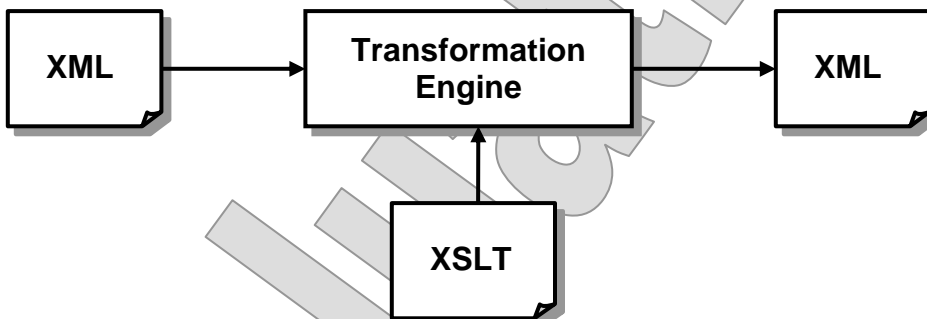 XML
Transformation
Engine
XML
XSLT